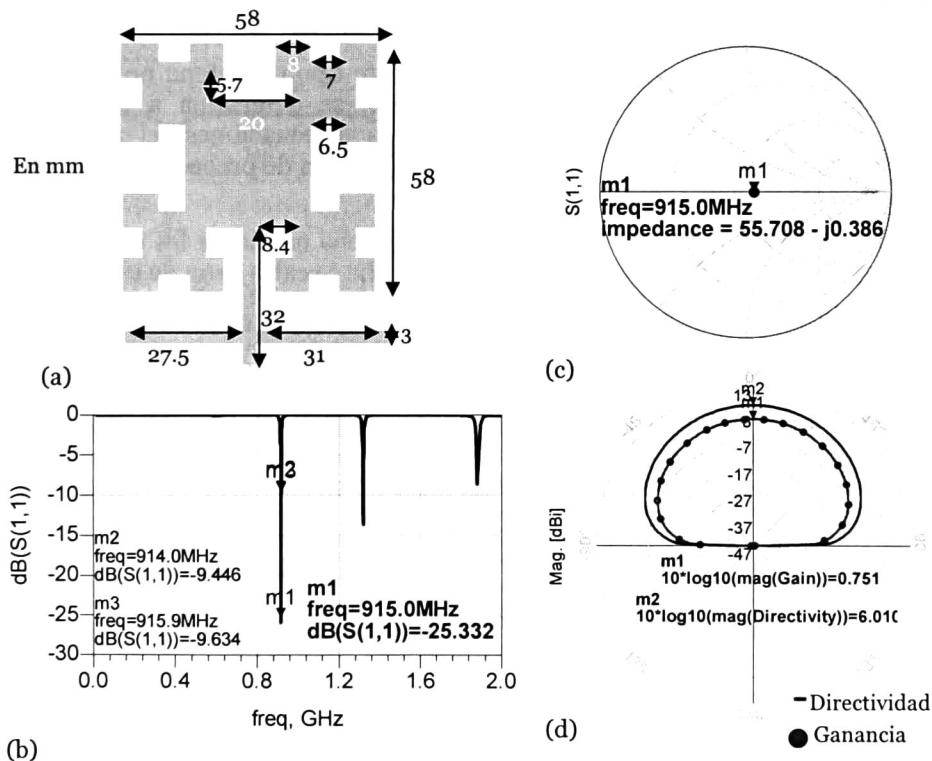 58
8
7
5.7
20
6.5
En mm
58
8.4
32
3
27.5
31
(a)
S(1,1)
m1
m1
freq=915.0MHz
impedance = 55.708 - j0.386
(c)
dB(S(1,1))
0
-5
-10
-15
-20
-25
-30
m3
m1
m2
freq=914.0MHz
dB(S(1,1))=-9.446
m3
freq=915.9MHz
dB(S(1,1))=-9.634
m1
freq=915.0MHz
dB(S(1,1))=-25.332
0.0
0.4
0.8
1.2
1.6
2.0
freq, GHz
(b)
m2
m1
-7
-17
-27
-37
-47
Mag. [dBi]
m1
10*log10(mag(Gain))=0.751
m2
10*log10(mag(Directivity))=6.010
Directividad
Ganancia
(d)